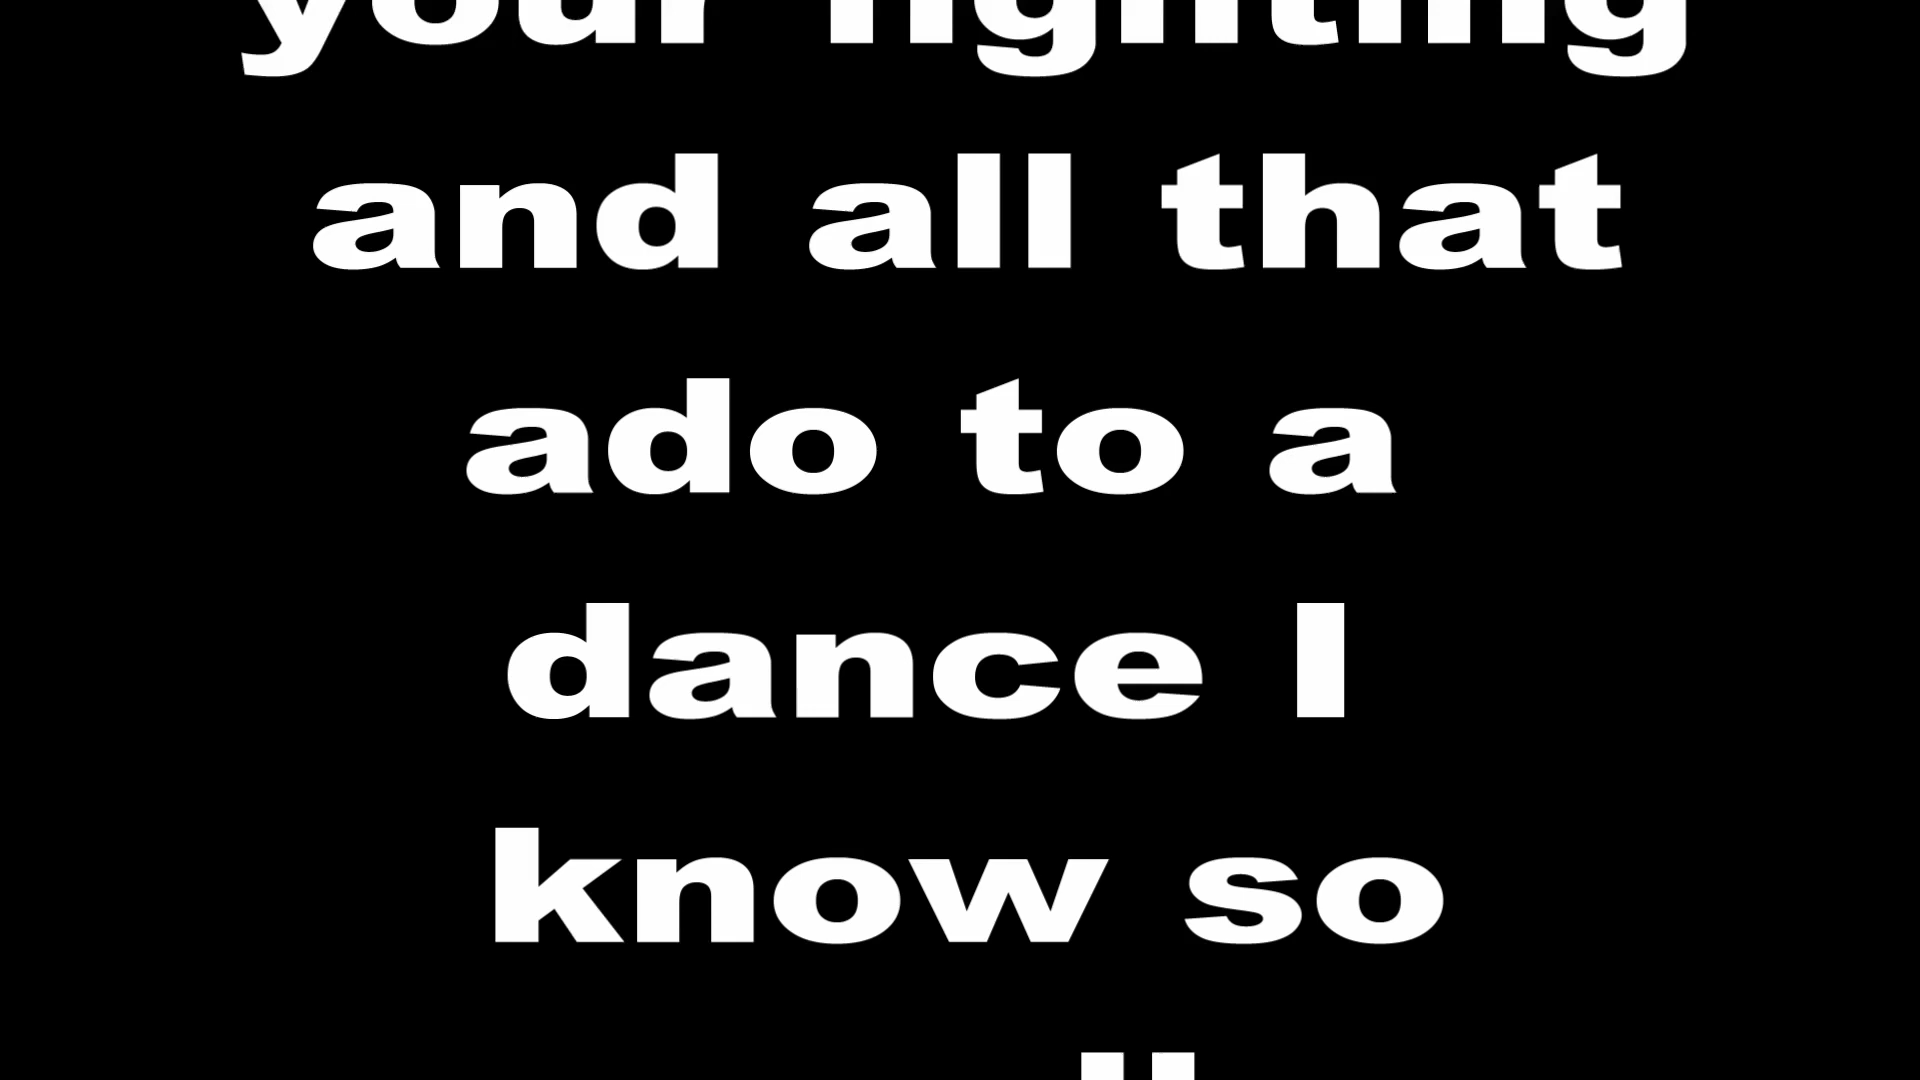 your fighting
and all that
ado to a
dance I
know so